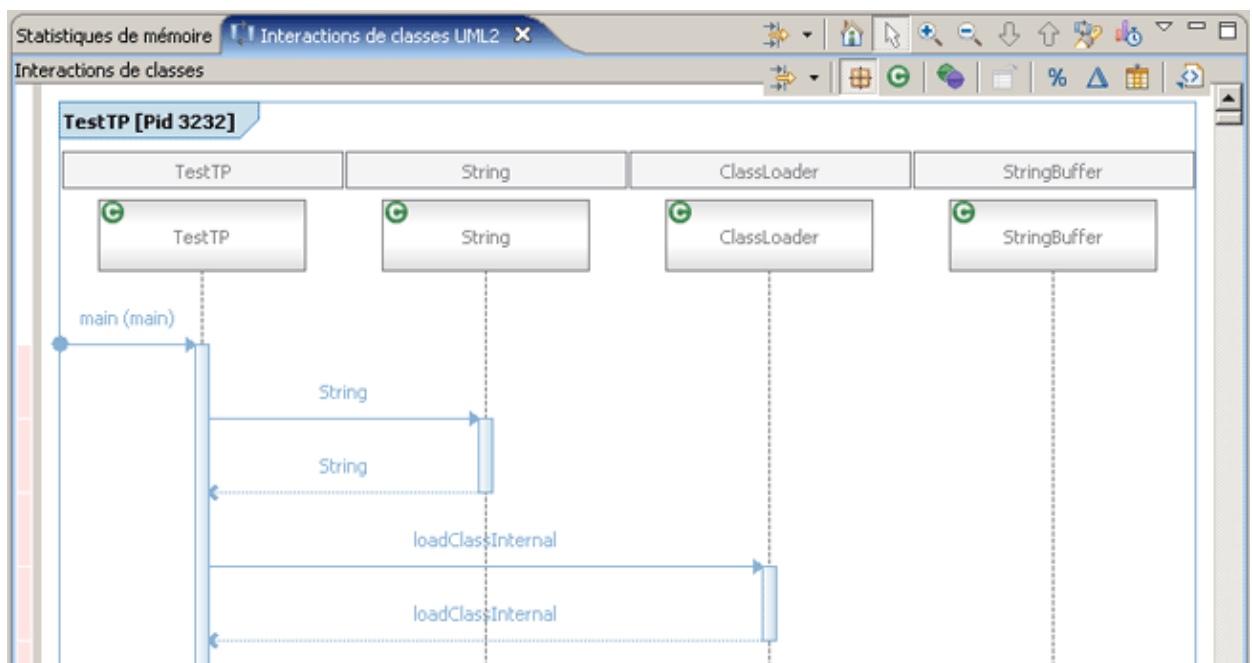 Statistiques de mémoire Interactions de classes UML2
Interactions de classes
TestTP [Pid 3232]
TestTP String ClassLoader StringBuffer
TestTP String ClassLoader StringBuffer
main (main)
String
String
loadClassInternal
loadClassInternal